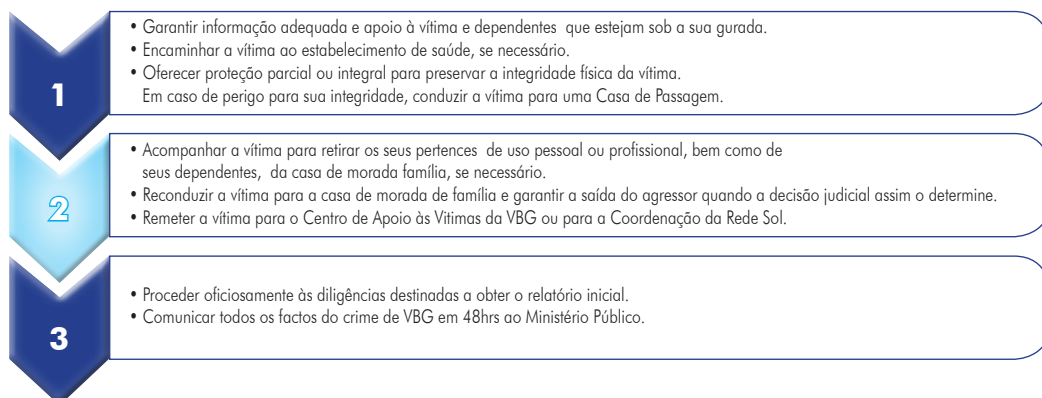 1
• Garantir informação adequada e apoio à vítima e dependentes que estejam sob a sua gurada.
• Encaminhar a vítima ao estabelecimento de saúde, se necessário.
• Oferecer proteção parcial ou integral para preservar a integridade física da vítima.
Em caso de perigo para sua integridade, conduzir a vítima para uma Casa de Passagem.
2
• Acompanhar a vítima para retirar os seus pertences de uso pessoal ou profissional, bem como de
seus dependentes, da casa de morada família, se necessário.
• Reconduzir a vítima para a casa de morada de família e garantir a saída do agressor quando a decisão judicial assim o determine.
• Remeter a vítima para o Centro de Apoio às Vitimas da VBG ou para a Coordenação da Rede Sol.
3
• Proceder oficiosamente às diligências destinadas a obter o relatório inicial.
• Comunicar todos os factos do crime de VBG em 48hrs ao Ministério Público.